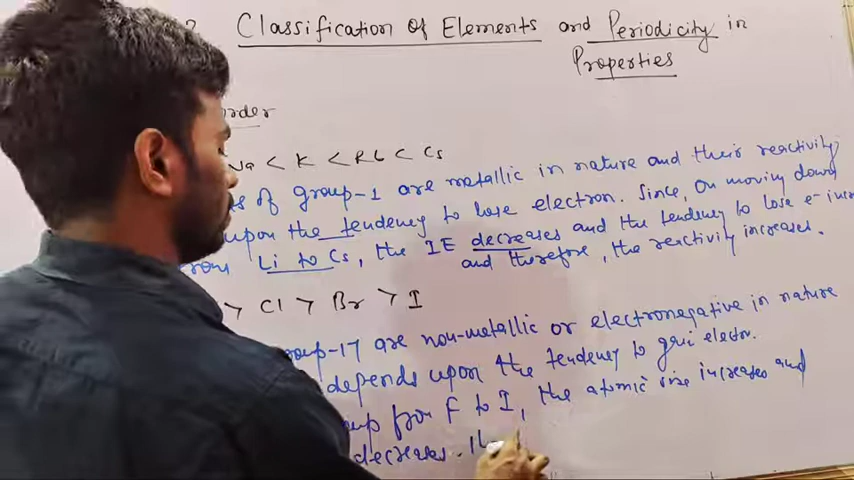 Classification of Elements and Periodicity in
Properties
order
Na < K < Rb < Cs
of group-1 are metallic in nature and their reactivity
upon the tendency to lose electron. Since, on moving down
from Li to Cs, the IE decreases and the tendency to lose e- incr
and therefore, the reactivity increases.
> Cl > Br > I
group-17 are non-metallic or electronegative in nature
depends upon the tendency to gain electron.
from F to I, the atomic size increases and
decreases.